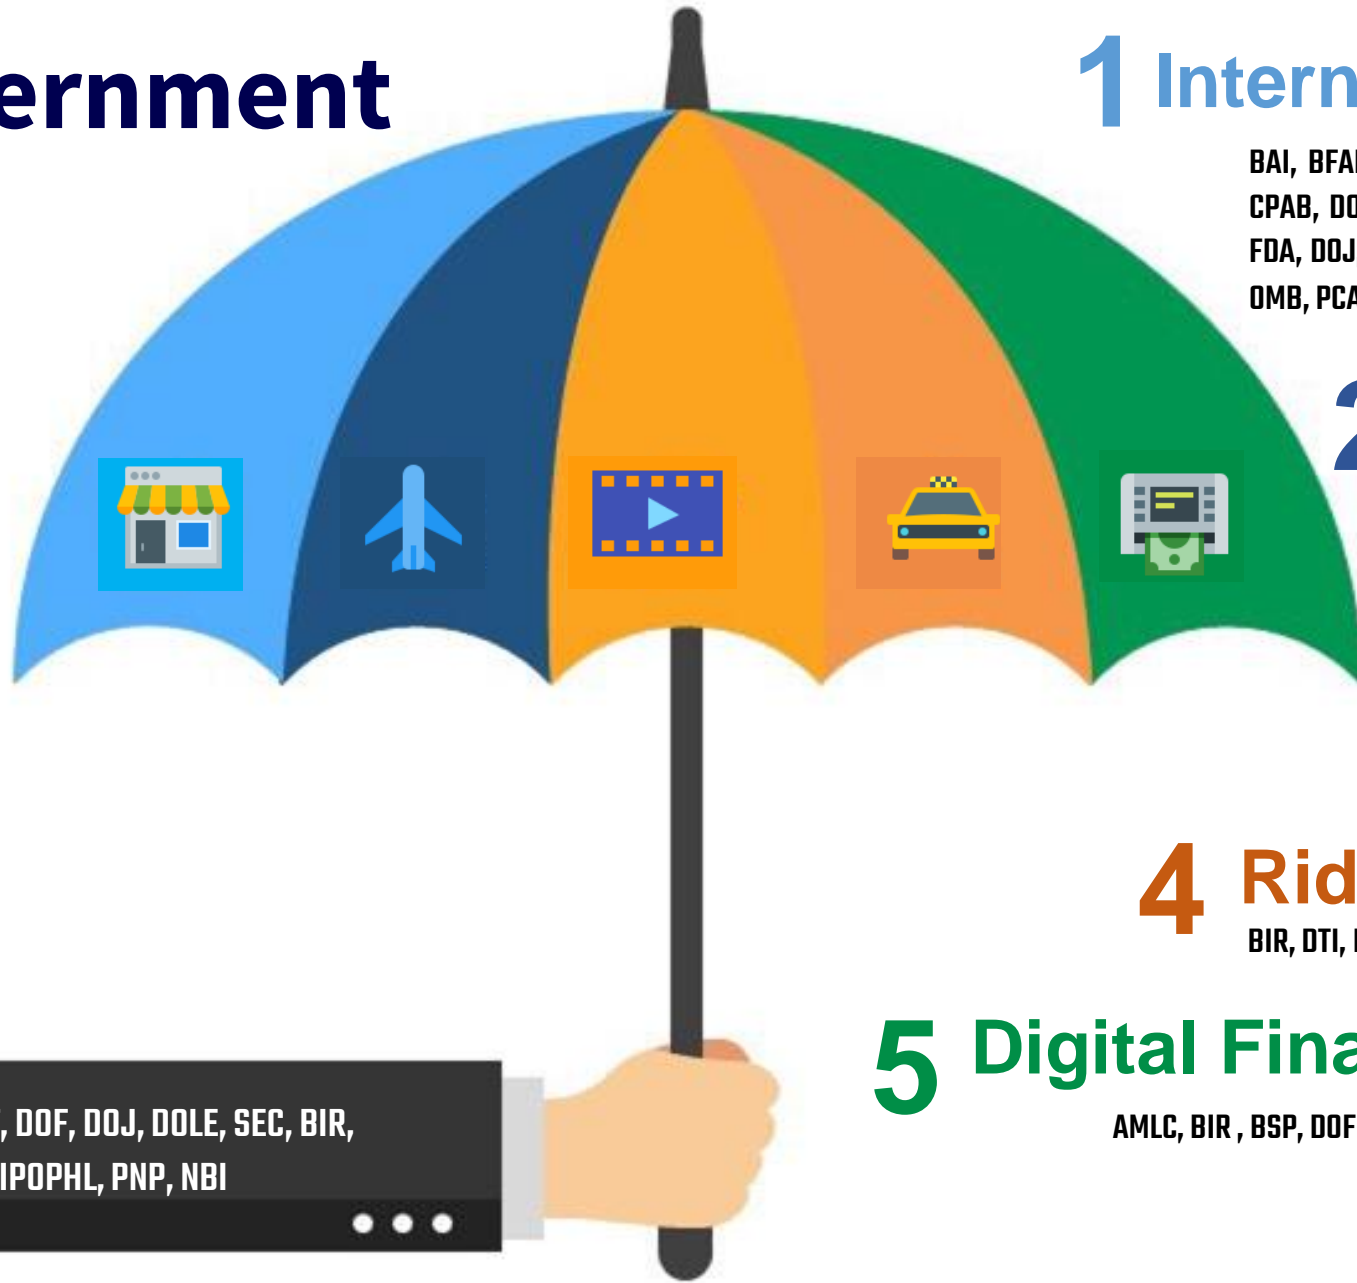 ernment
1 Intern
BAI, BFA
CPAB, DO
FDA, DOJ,
OMB, PCA
2
4 Rid
BIR, DTI,
5 Digital Fina
AMLC, BIR , BSP, DOF
, DOF, DOJ, DOLE, SEC, BIR,
IPOPHL, PNP, NBI